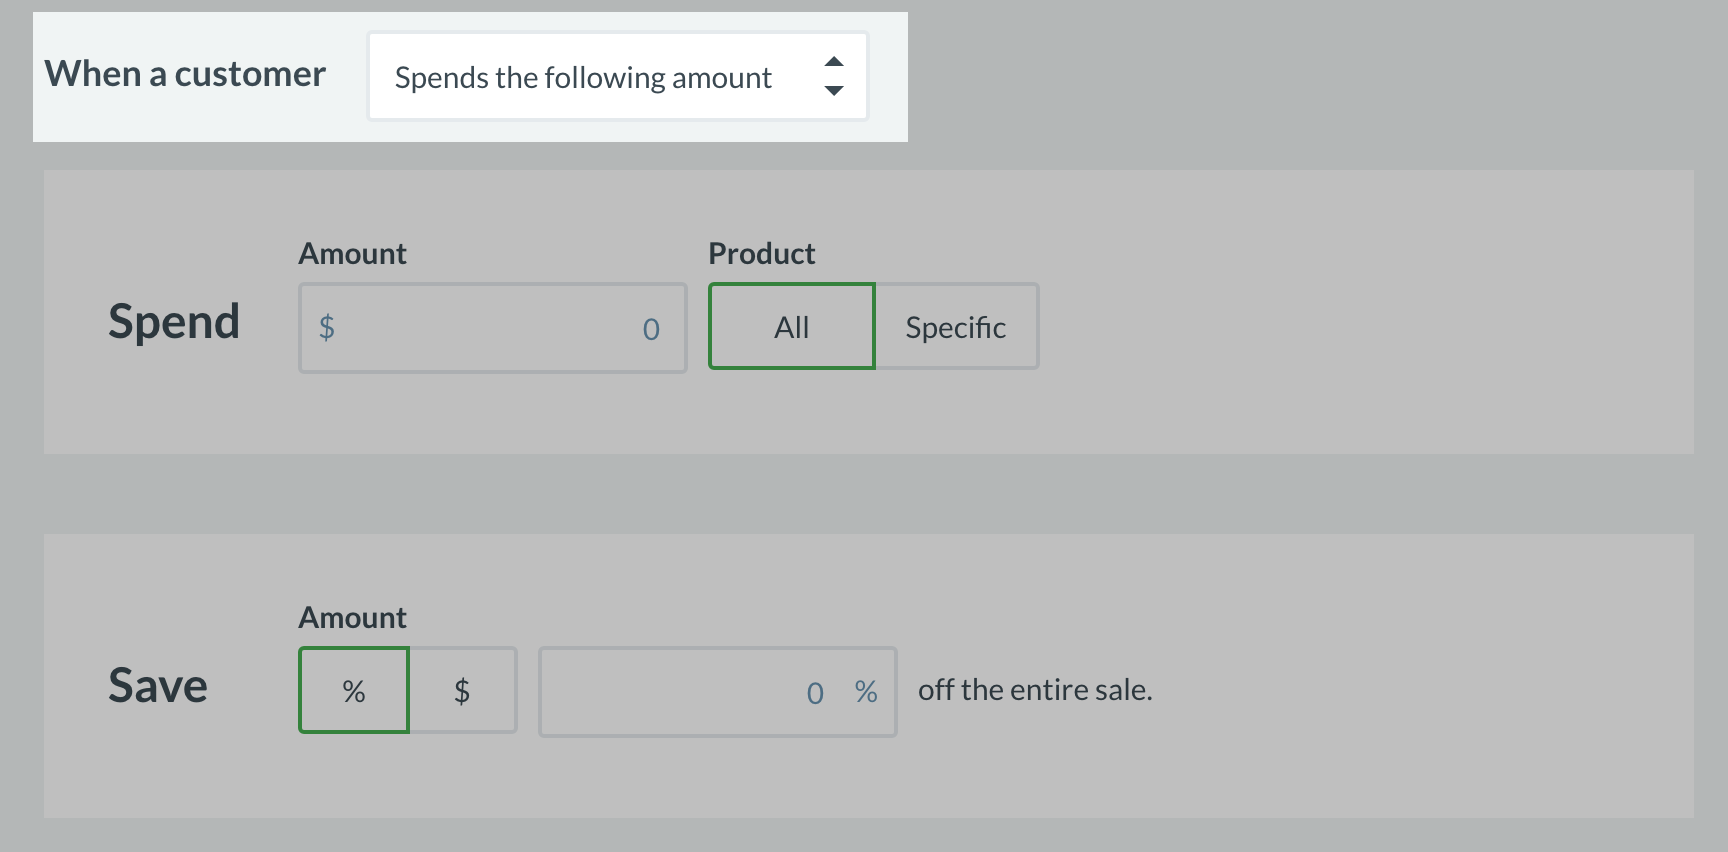 When a customer Spends the following amount
Amount Product
Spend $ 0 All Specific
Amount
Save % $ 0 % off the entire sale.